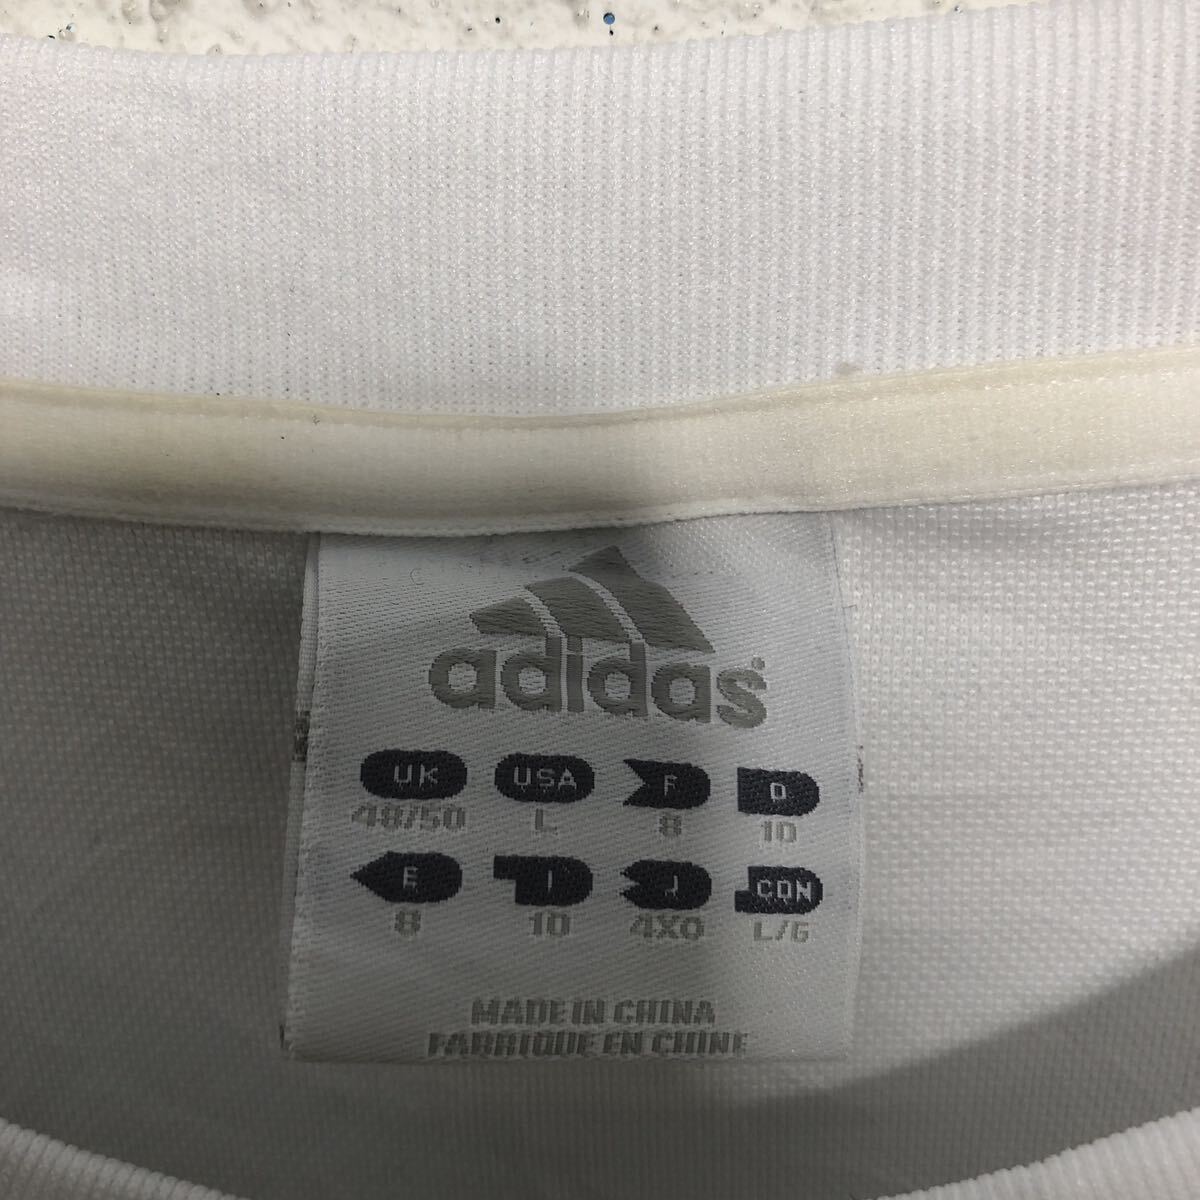 adidas
UK USA F D
48/50 L 8 10
E I J CDN
8 10 4XO L/G
MADE IN CHINA
FABRIQUE EN CHINE